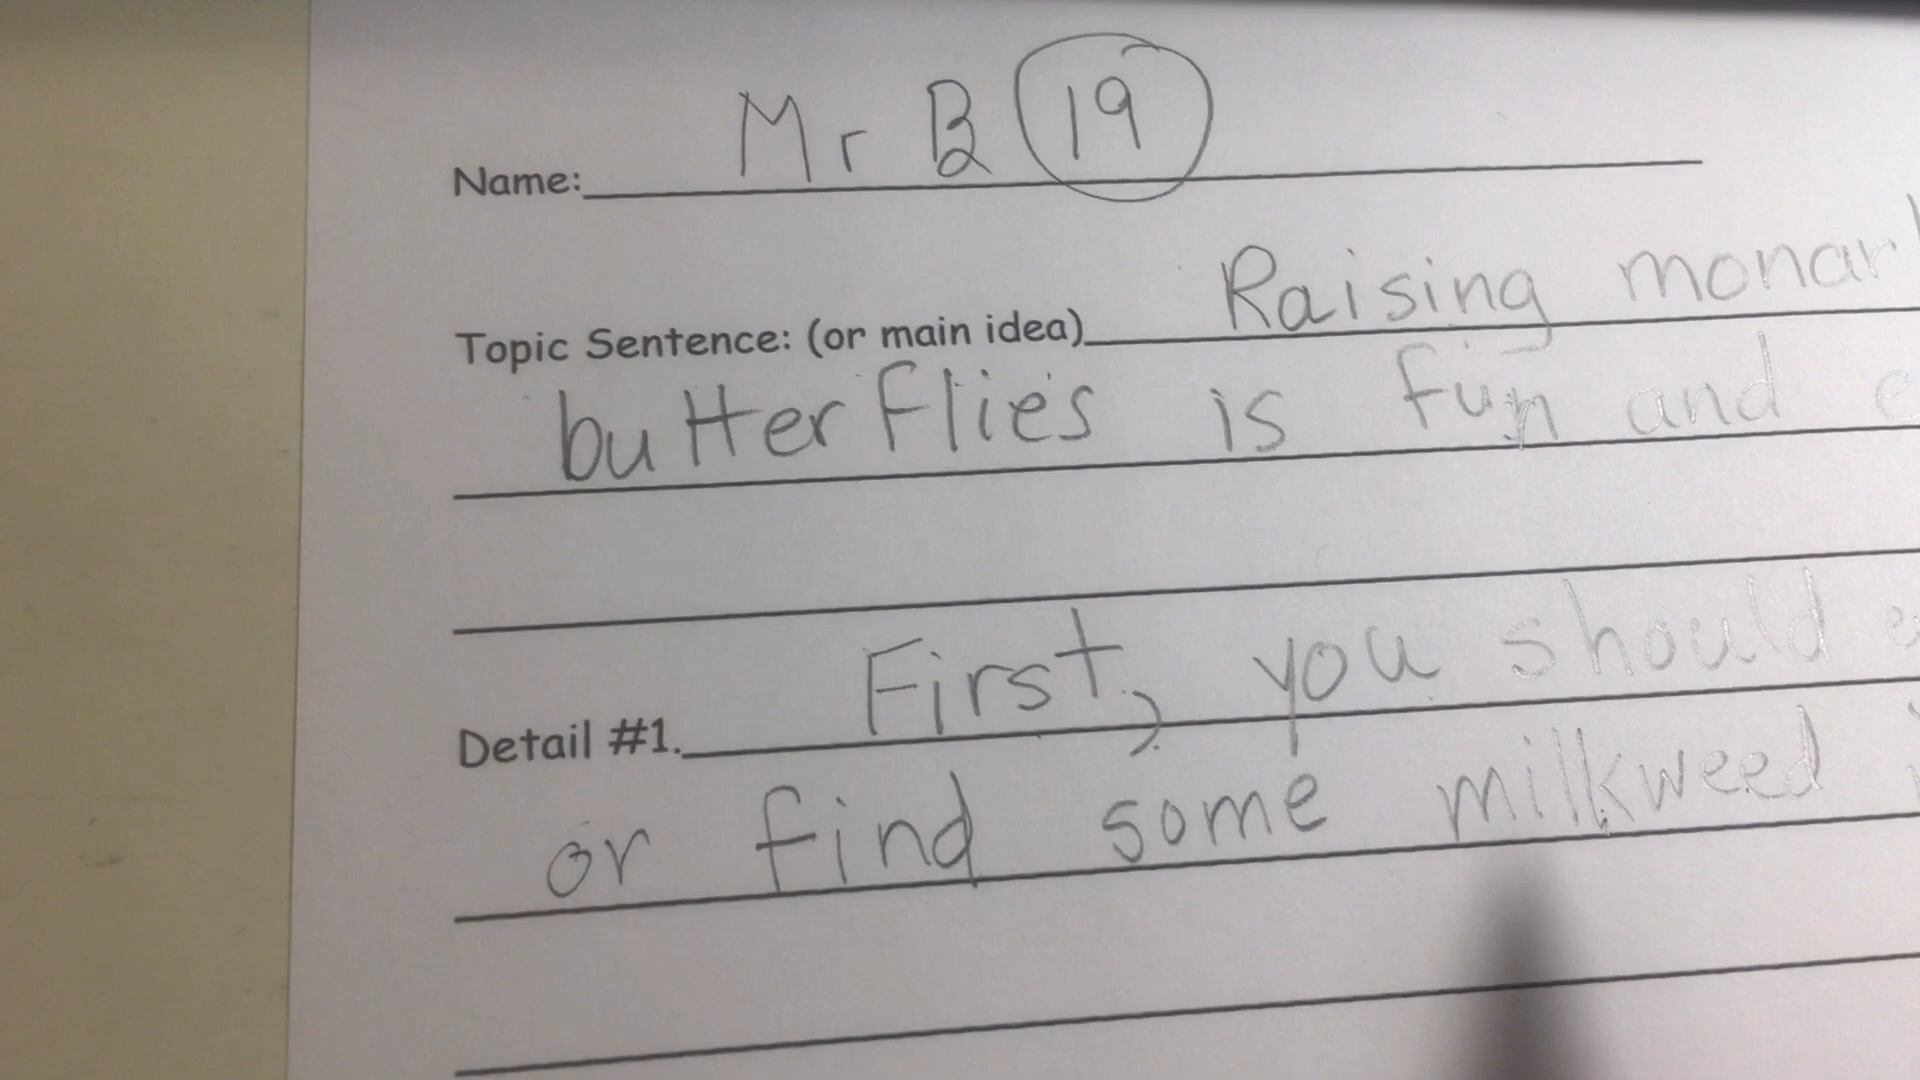 Name: Mr B 19
Topic Sentence: (or main idea) Raising
butterflies is fun and
Detail #1. First, you should
or find some milkweed